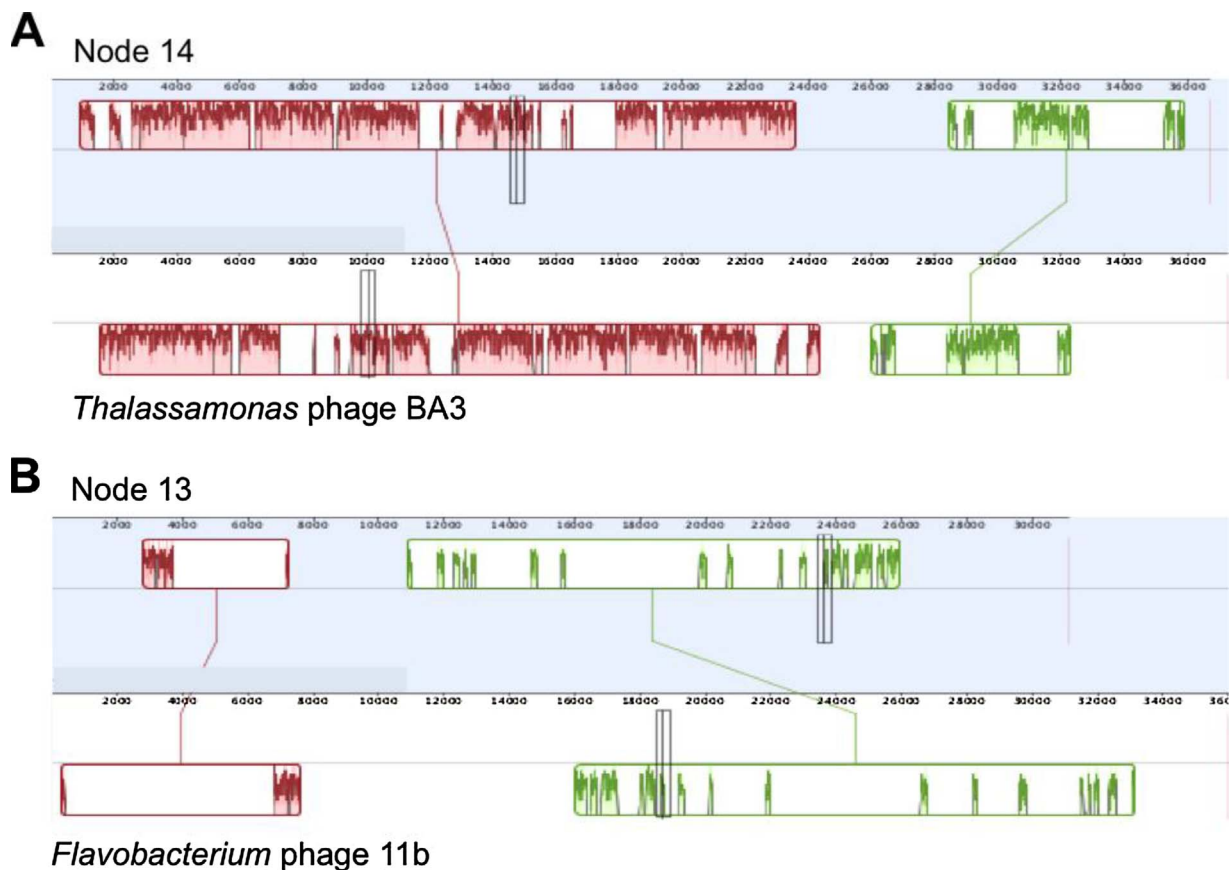 A
Node 14
2000 4000 6000 8000 10000 12000 14000 16000 18000 20000 22000 24000 26000 28000 30000 32000 34000 36000
2000 4000 6000 8000 10000 12000 14000 16000 18000 20000 22000 24000 26000 28000 30000 32000 34000 36000
Thalassamonas phage BA3
B
Node 13
2000 4000 6000 8000 10000 12000 14000 16000 18000 20000 22000 24000 26000 28000 30000
2000 4000 6000 8000 10000 12000 14000 16000 18000 20000 22000 24000 26000 28000 30000 32000 34000
Flavobacterium phage 11b